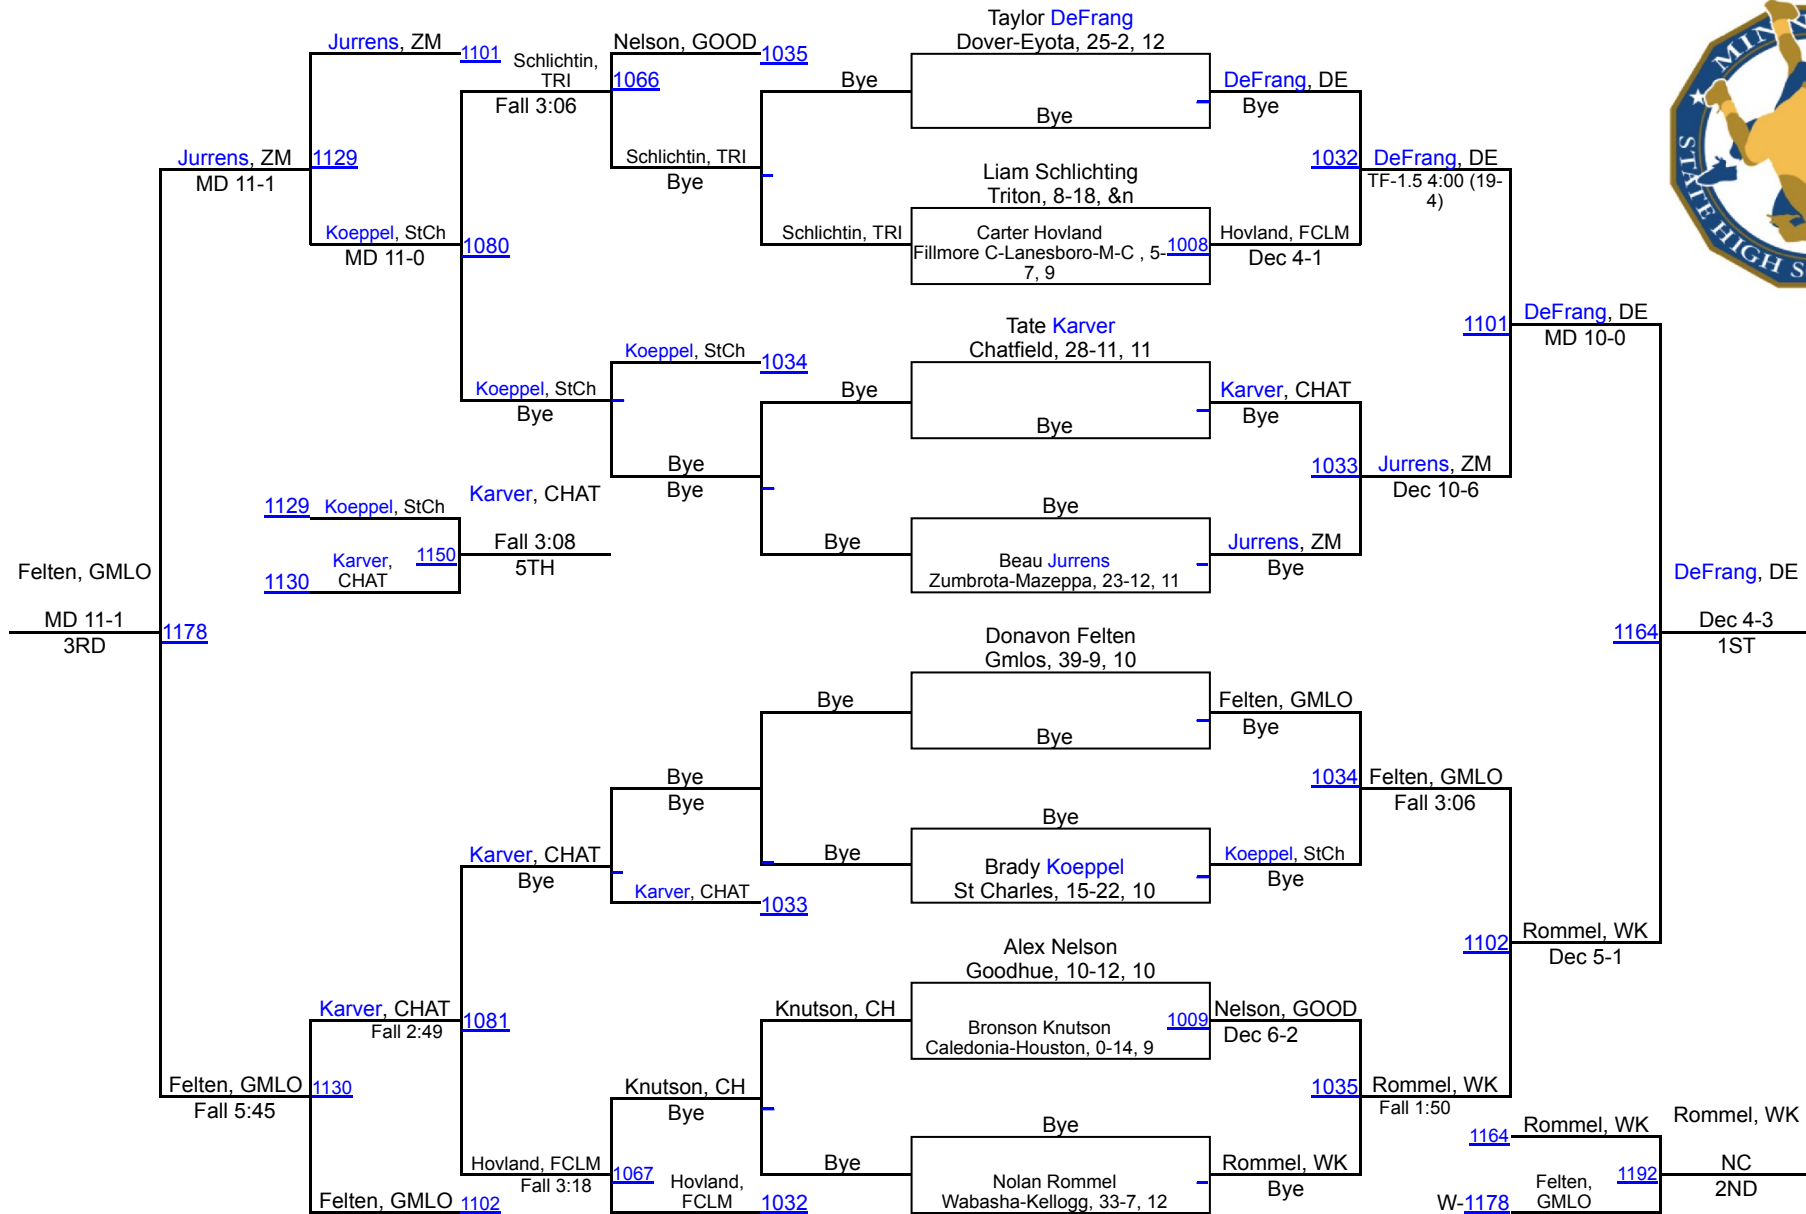 Taylor DeFrang
Dover-Eyota, 25-2, 12
Jurrens, ZM
1101
Schlichtin,
TRI
Fall 3:06
Nelson, GOOD
1035
1066
Bye
Bye
DeFrang, DE
Bye
Jurrens, ZM
MD 11-1
1129
Schlichtin, TRI
Bye
Liam Schlichting
Triton, 8-18, &n
1032
DeFrang, DE
TF-1.5 4:00 (19-
4)
Koeppel, StCh
MD 11-0
1080
Schlichtin, TRI
Carter Hovland
Fillmore C-Lanesboro-M-C , 5-
7, 9
1008
Hovland, FCLM
Dec 4-1
STATE HIGH S
Tate Karver
Chatfield, 28-11, 11
1101
DeFrang, DE
MD 10-0
Koeppel, StCh
1034
Koeppel, StCh
Bye
Bye
Bye
Karver, CHAT
Bye
Bye
Bye
1033
Jurrens, ZM
Dec 10-6
1129
Koeppel, StCh
Karver, CHAT
Bye
Fall 3:08
5TH
Karver,
CHAT
1150
1130
Bye
Beau Jurrens
Zumbrota-Mazeppa, 23-12, 11
Jurrens, ZM
Bye
Felten, GMLO
MD 11-1
3RD
1178
DeFrang, DE
1164
Dec 4-3
1ST
Donavon Felten
Gmlos, 39-9, 10
Bye
Bye
Felten, GMLO
Bye
Bye
Bye
1034
Felten, GMLO
Fall 3:06
Karver, CHAT
Bye
Bye
Bye
Brady Koeppel
St Charles, 15-22, 10
Koeppel, StCh
Bye
Karver, CHAT
1033
Alex Nelson
Goodhue, 10-12, 10
1102
Rommel, WK
Dec 5-1
Karver, CHAT
Fall 2:49
1081
Knutson, CH
Bronson Knutson
Caledonia-Houston, 0-14, 9
1009
Nelson, GOOD
Dec 6-2
Felten, GMLO
Fall 5:45
1130
Knutson, CH
Bye
1035
Rommel, WK
Fall 1:50
Bye
Hovland, FCLM
Fall 3:18
1067
Hovland,
FCLM
1032
Bye
Nolan Rommel
Wabasha-Kellogg, 33-7, 12
Rommel, WK
Bye
Felten, GMLO
1102
1164
Rommel, WK
Rommel, WK
NC
2ND
W-1178
Felten,
GMLO
1192